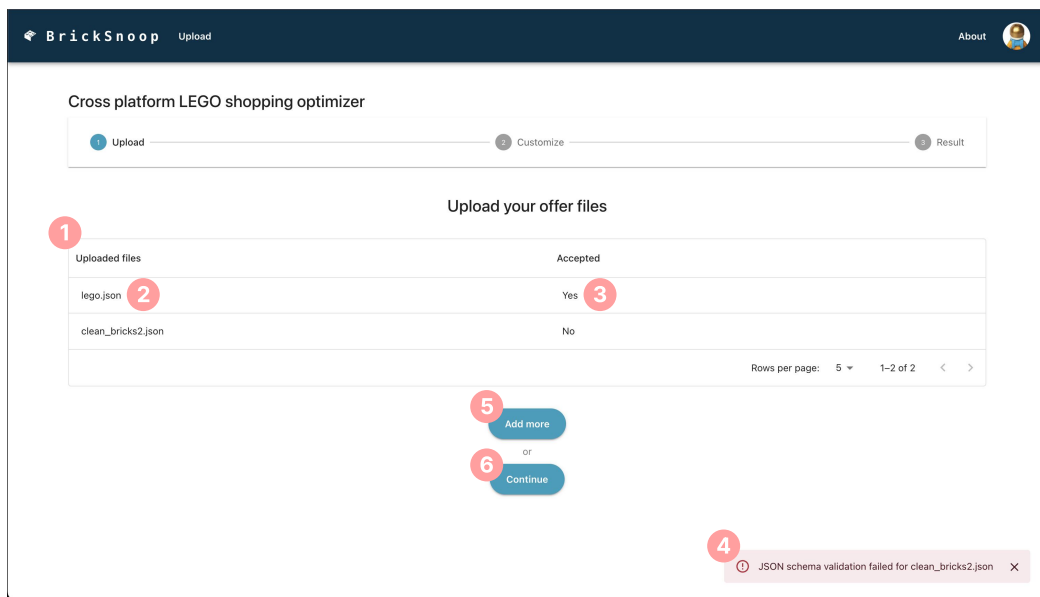 BrickSnoop Upload About
Cross platform LEGO shopping optimizer
1 Upload 2 Customize 3 Result
Upload your offer files
1
Uploaded files Accepted
lego.json 2 Yes 3
clean_bricks2.json No
Rows per page: 5 1–2 of 2
5
Add more
or
6
Continue
4
JSON schema validation failed for clean_bricks2.json